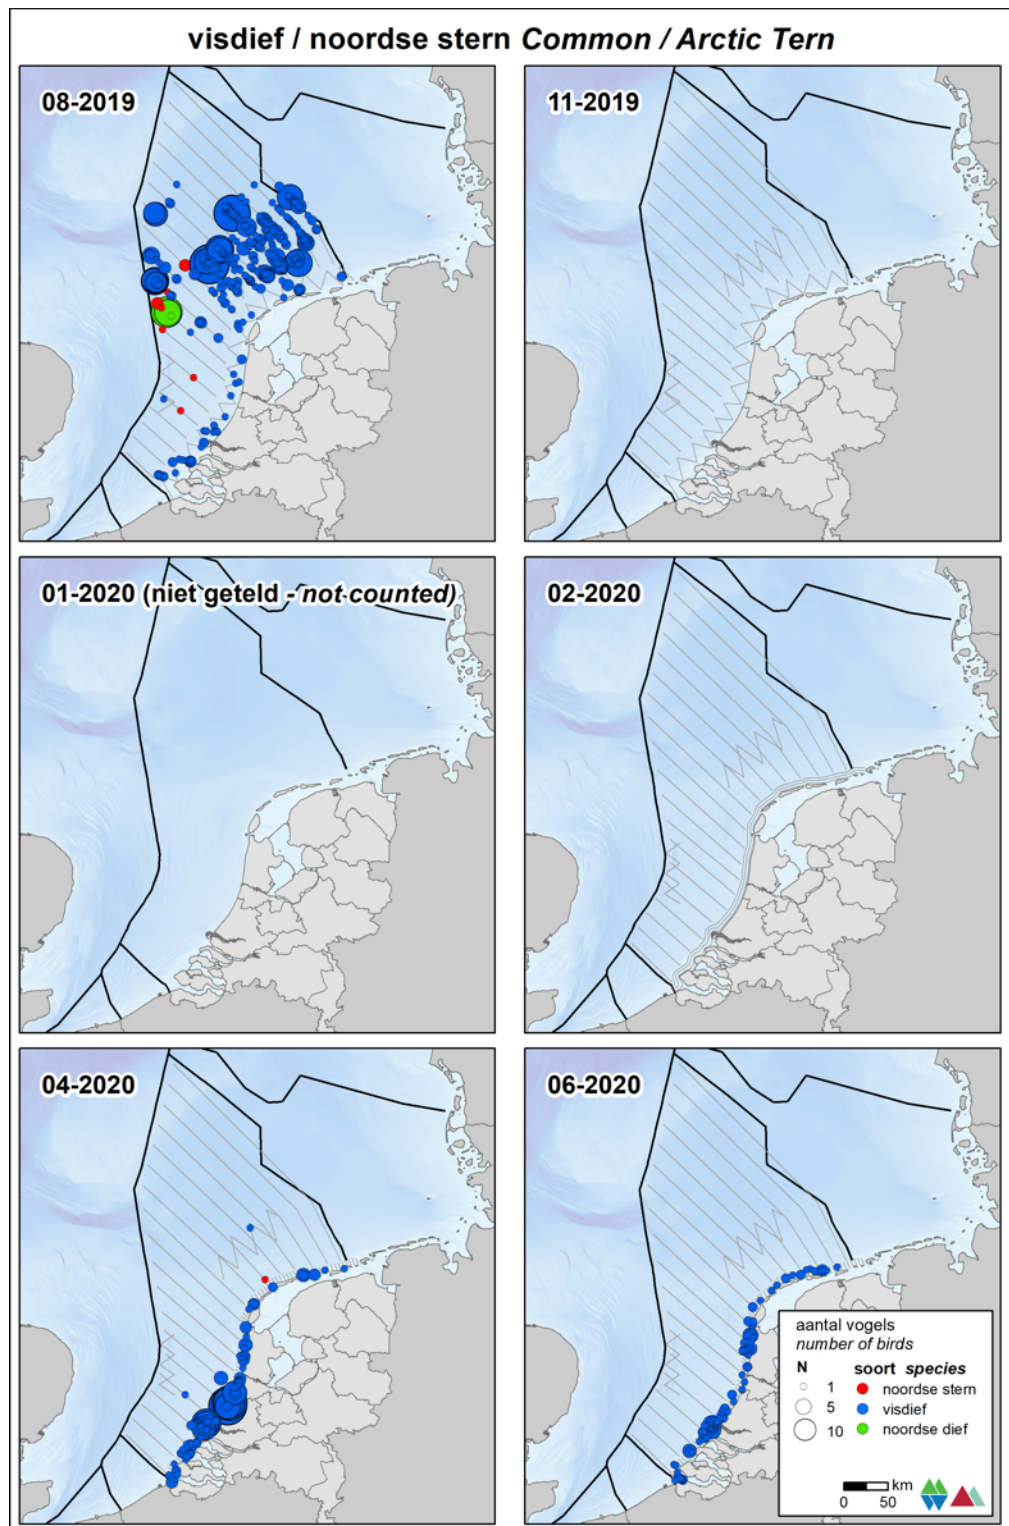 visdief / noordse stern Common / Arctic Tern
08-2019
11-2019
01-2020 (niet geteld - not counted)
02-2020
04-2020
06-2020
aantal vogels
number of birds
N soort species
1 noordse stern
5 visdief
10 noordse dief
km
0 50